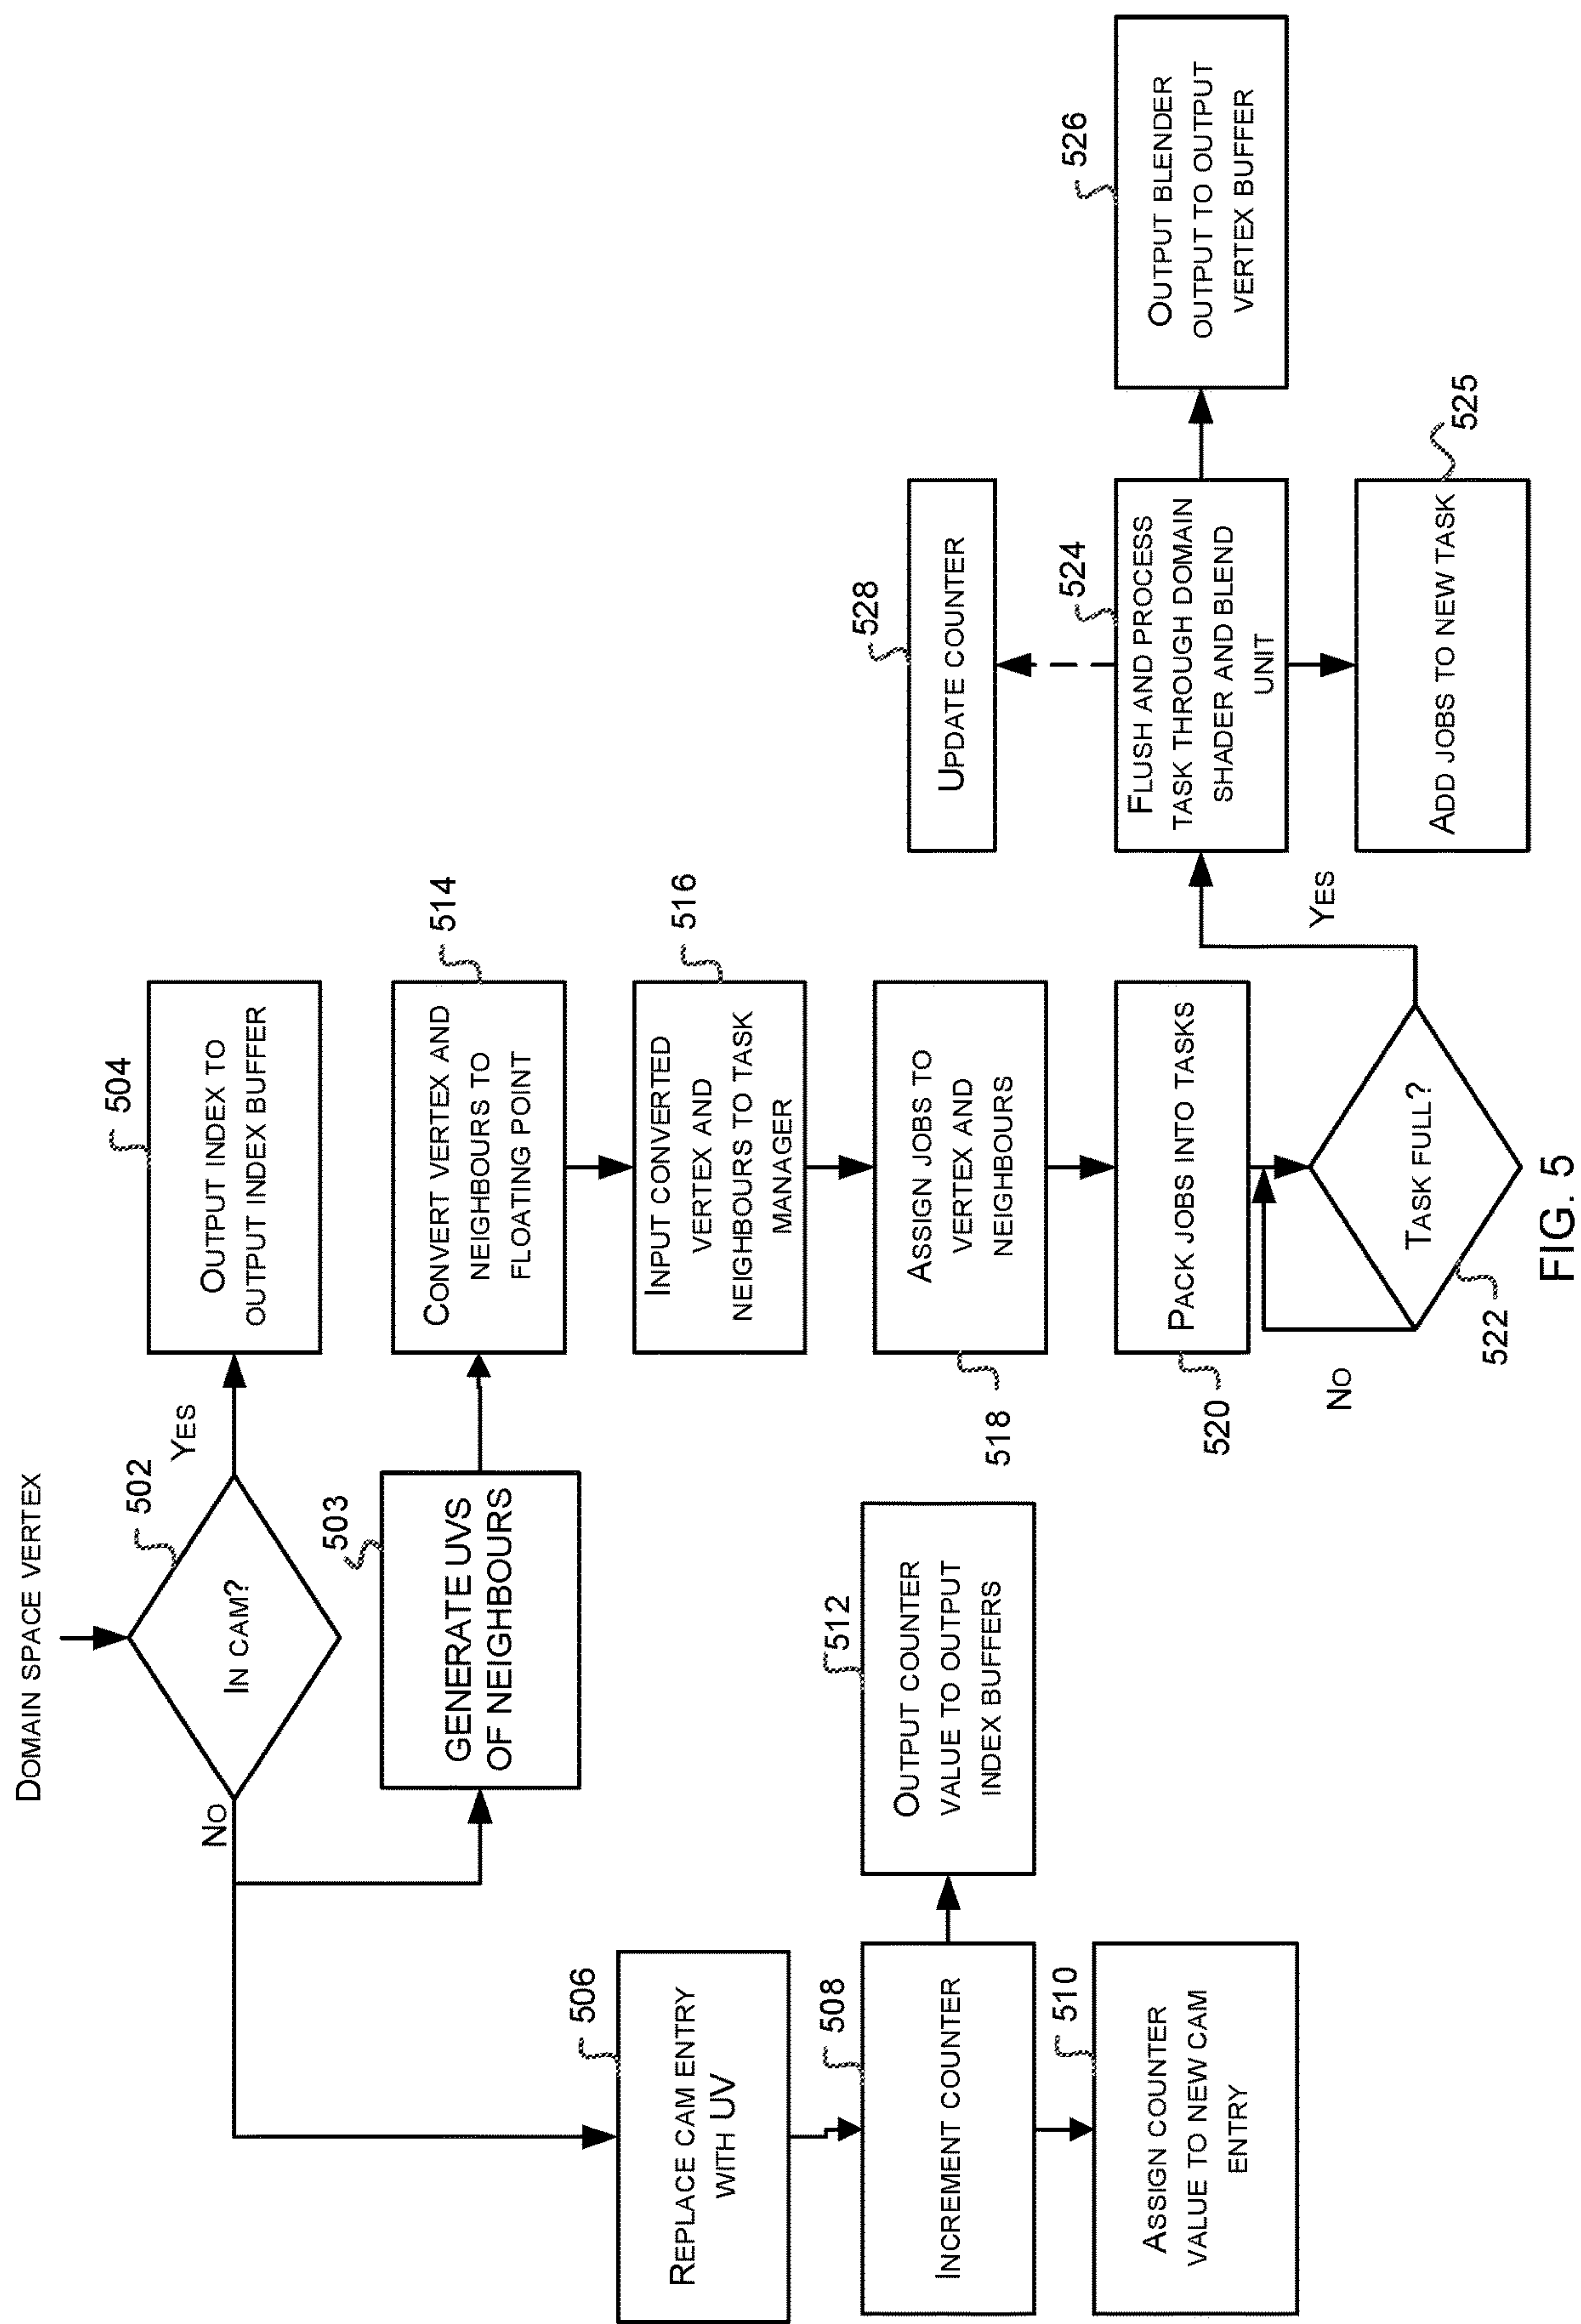 DOMAIN SPACE VERTEX
502
IN CAM?
YES
NO
504
OUTPUT INDEX TO
OUTPUT INDEX BUFFER
503
GENERATE UVS
OF NEIGHBOURS
506
REPLACE CAM ENTRY
WITH UV
508
INCREMENT COUNTER
510
ASSIGN COUNTER
VALUE TO NEW CAM
ENTRY
512
OUTPUT COUNTER
VALUE TO OUTPUT
INDEX BUFFERS
514
CONVERT VERTEX AND
NEIGHBOURS TO
FLOATING POINT
516
INPUT CONVERTED
VERTEX AND
NEIGHBOURS TO TASK
MANAGER
518
ASSIGN JOBS TO
VERTEX AND
NEIGHBOURS
520
PACK JOBS INTO TASKS
522
TASK FULL?
NO
YES
528
UPDATE COUNTER
524
FLUSH AND PROCESS
TASK THROUGH DOMAIN
SHADER AND BLEND
UNIT
525
ADD JOBS TO NEW TASK
526
OUTPUT BLENDER
OUTPUT TO OUTPUT
VERTEX BUFFER
FIG. 5